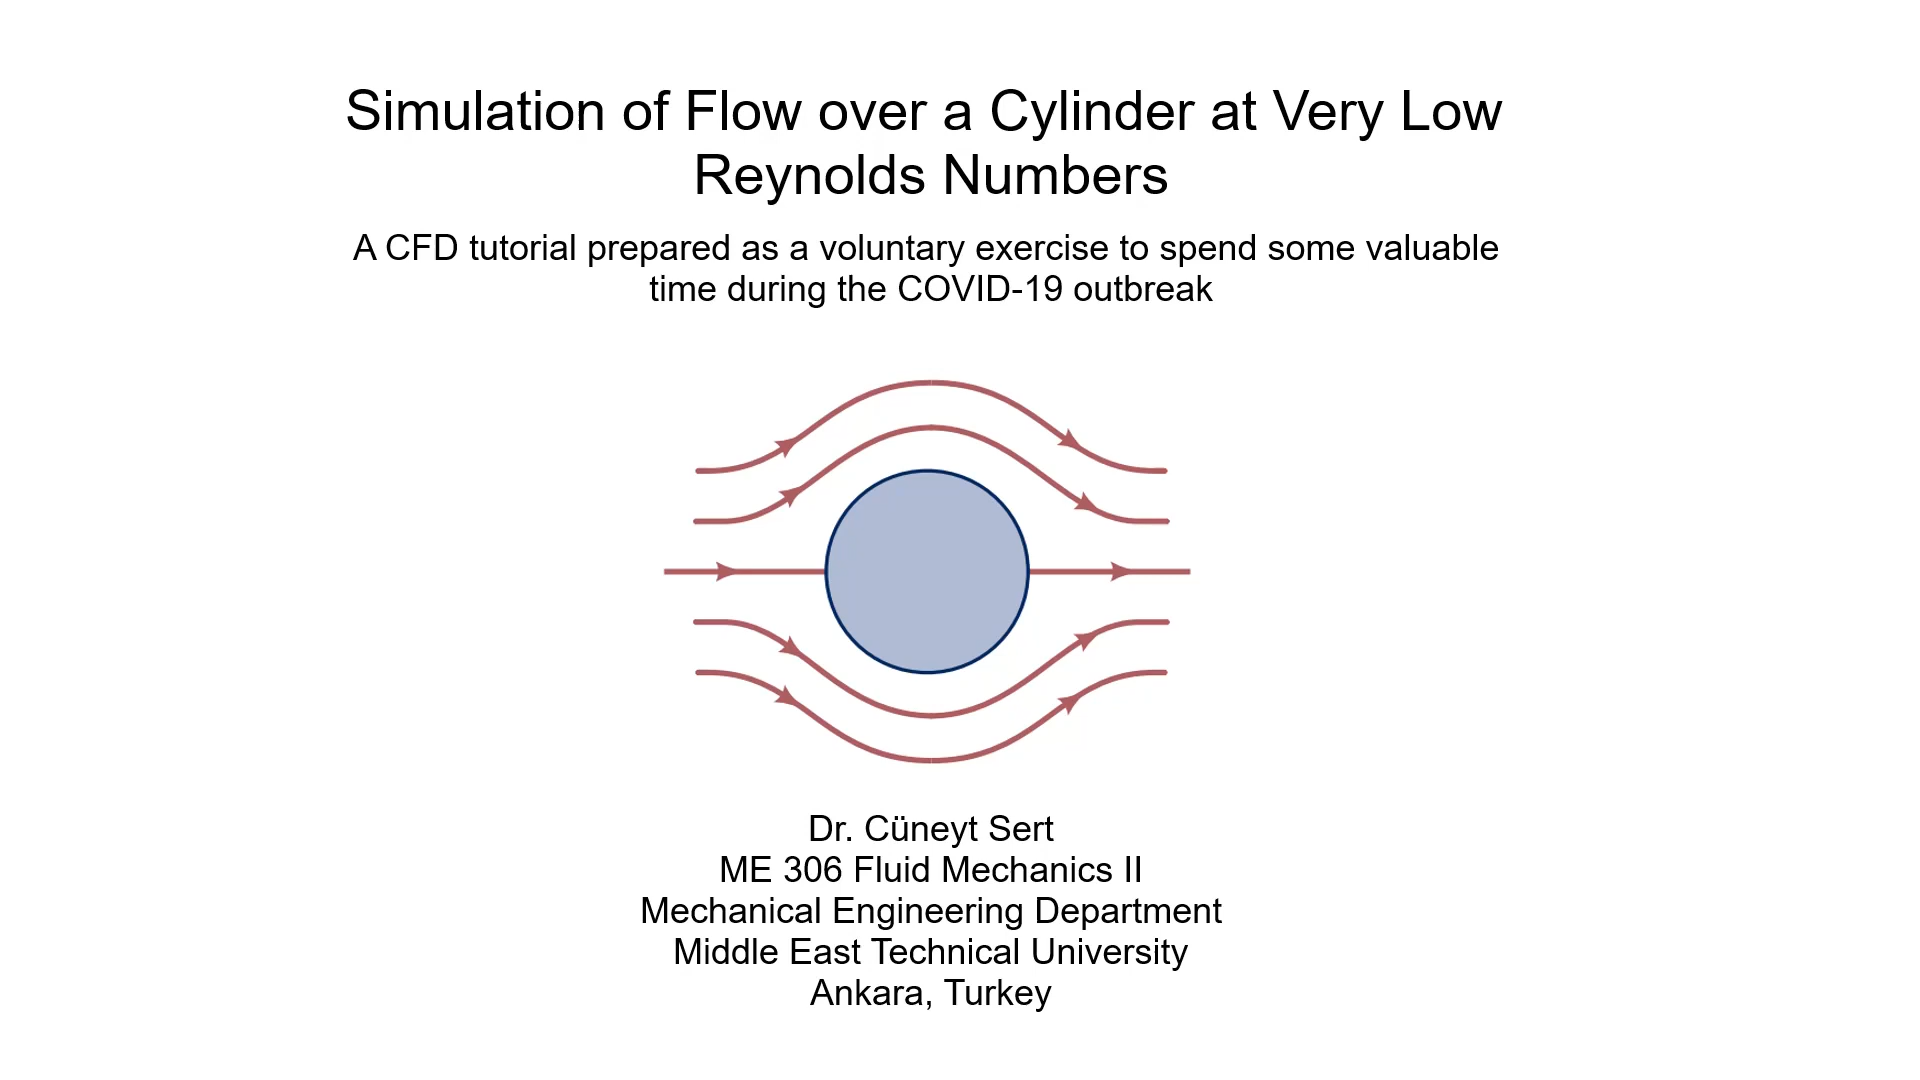 Simulation of Flow over a Cylinder at Very Low
Reynolds Numbers
A CFD tutorial prepared as a voluntary exercise to spend some valuable
time during the COVID-19 outbreak
Dr. Cüneyt Sert
ME 306 Fluid Mechanics II
Mechanical Engineering Department
Middle East Technical University
Ankara, Turkey